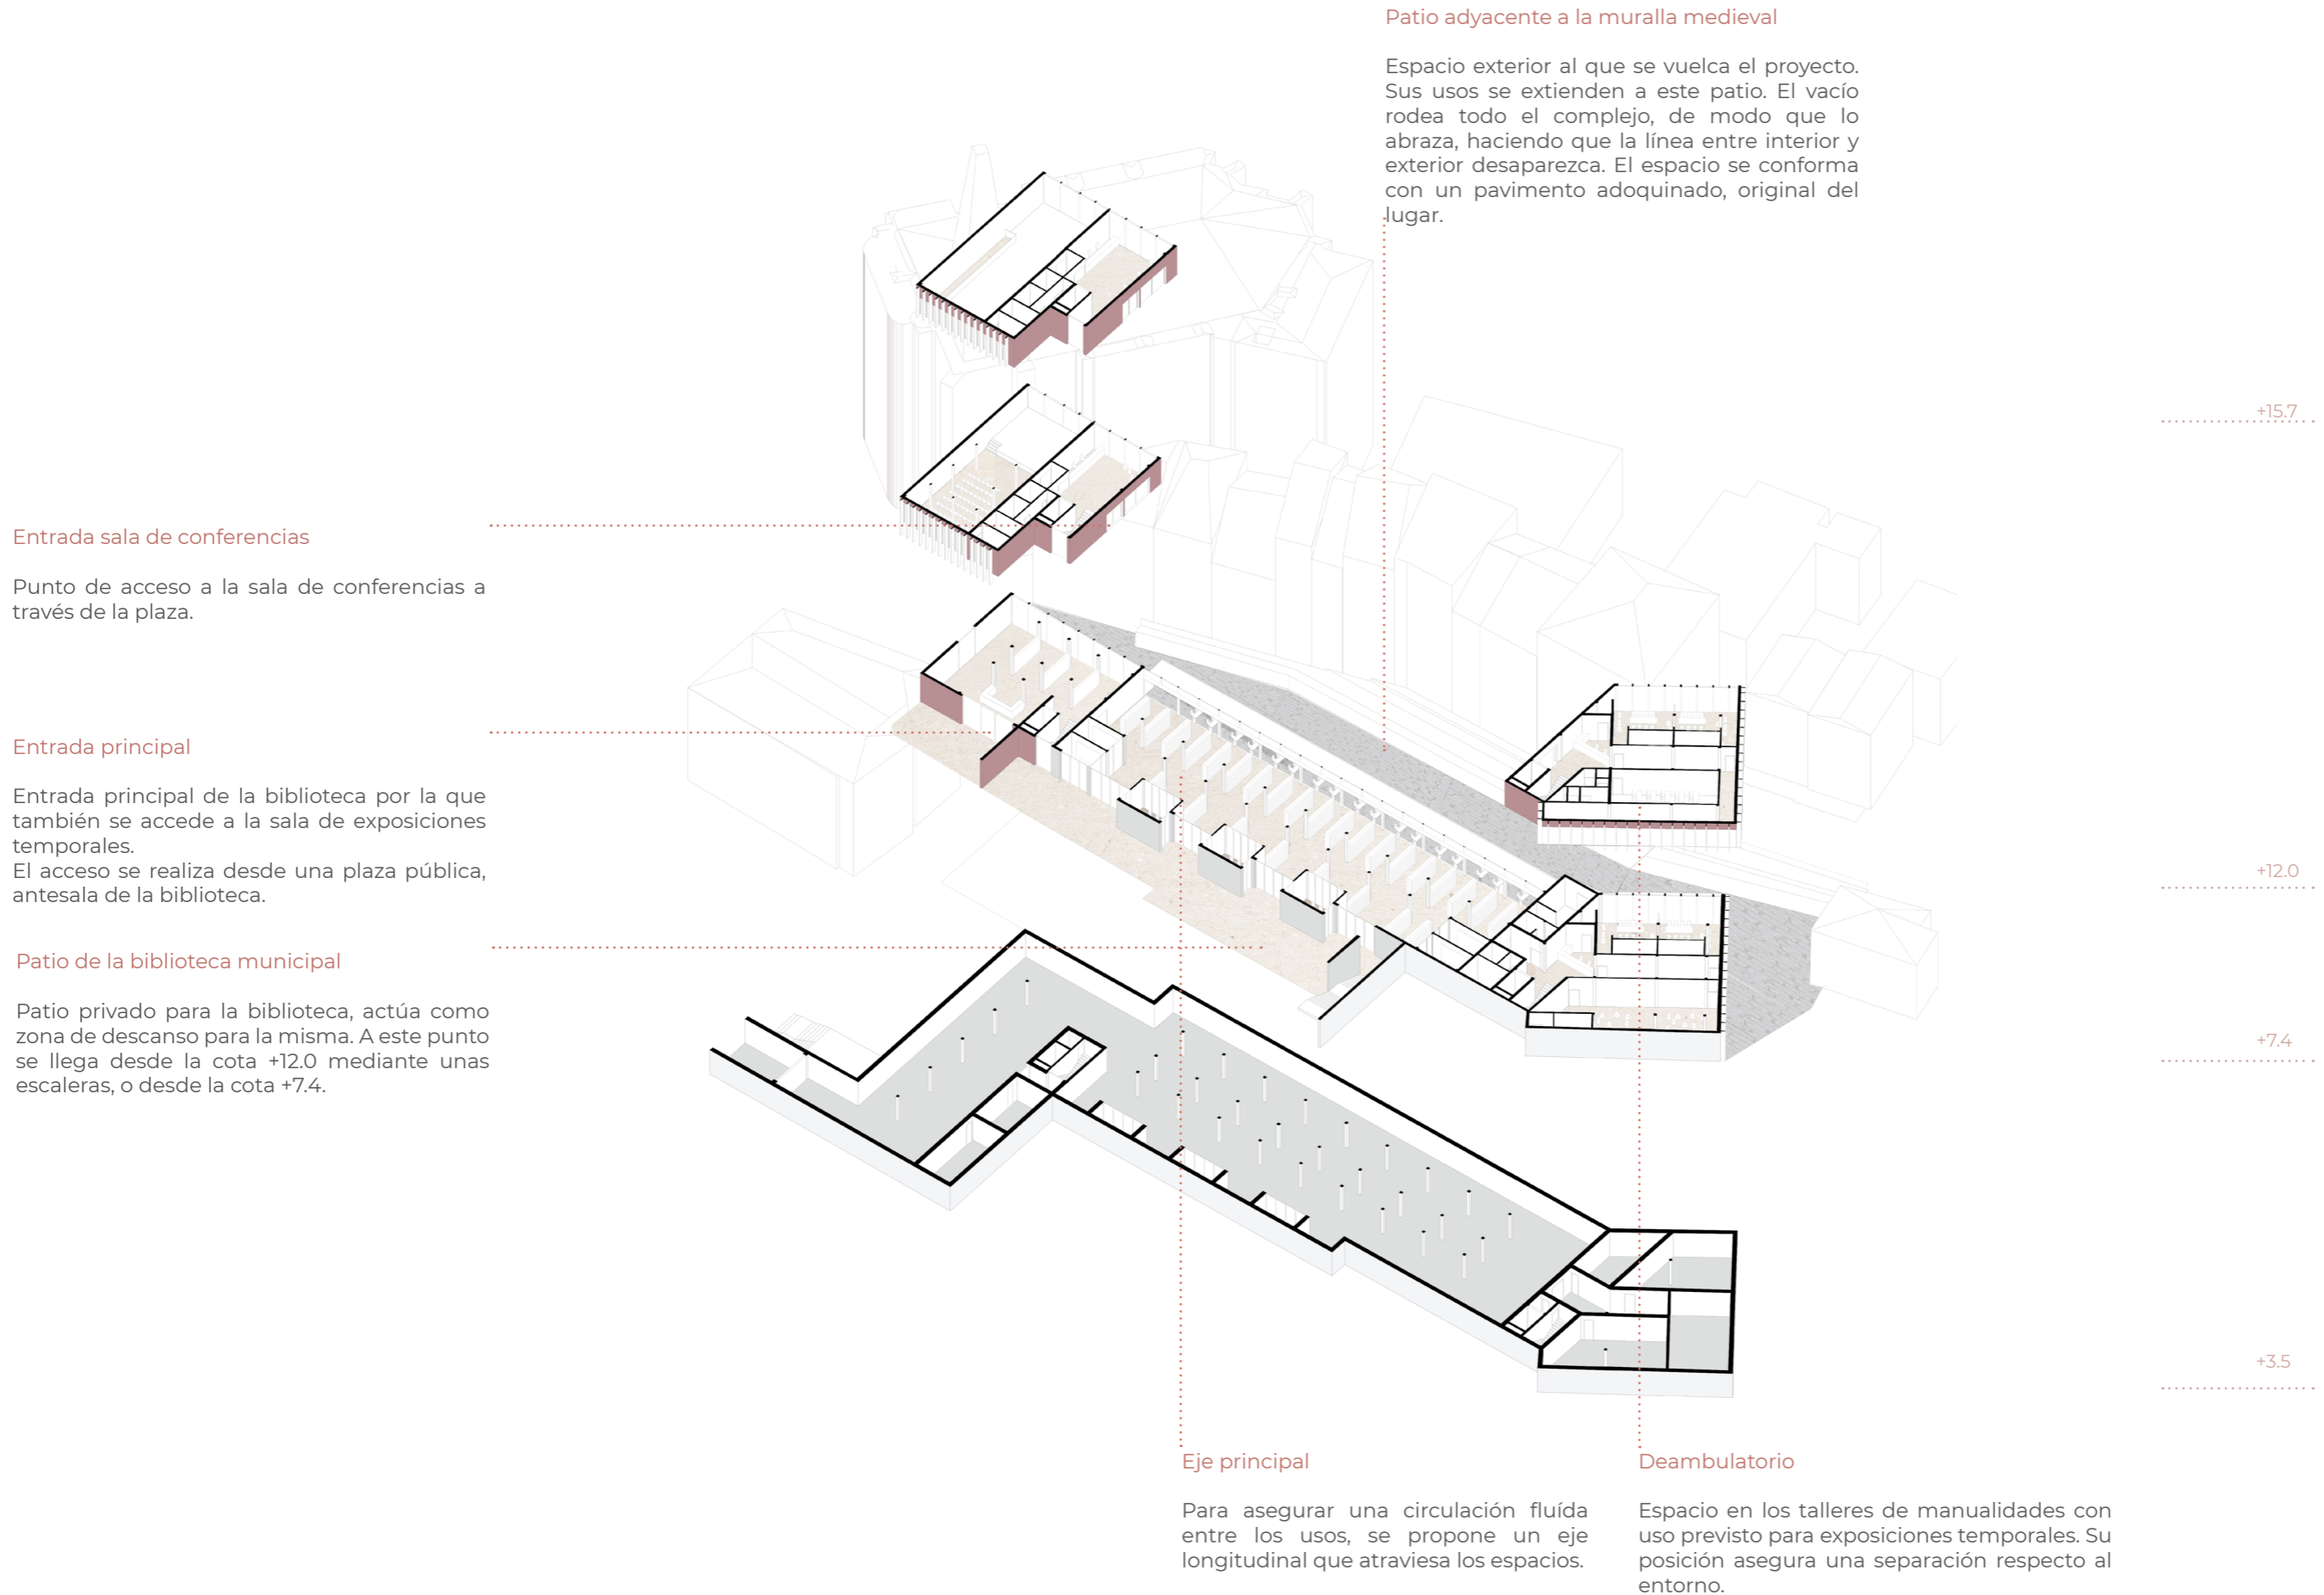 Patio adyacente a la muralla medieval
Espacio exterior al que se vuelca el proyecto.
Sus usos se extienden a este patio. El vacío
rodea todo el complejo, de modo que lo
abraza, haciendo que la línea entre interior y
exterior desaparezca. El espacio se conforma
con un pavimento adoquinado, original del
lugar.
+15.7
Entrada sala de conferencias
Punto de acceso a la sala de conferencias a
través de la plaza.
Entrada principal
Entrada principal de la biblioteca por la que
también se accede a la sala de exposiciones
temporales.
El acceso se realiza desde una plaza pública,
antesala de la biblioteca.
+12.0
Patio de la biblioteca municipal
Patio privado para la biblioteca, actúa como
zona de descanso para la misma. A este punto
se llega desde la cota +12.0 mediante unas
escaleras, o desde la cota +7.4.
+7.4
+3.5
Eje principal
Para asegurar una circulación fluída
entre los usos, se propone un eje
longitudinal que atraviesa los espacios.
Deambulatorio
Espacio en los talleres de manualidades con
uso previsto para exposiciones temporales. Su
posición asegura una separación respecto al
entorno.